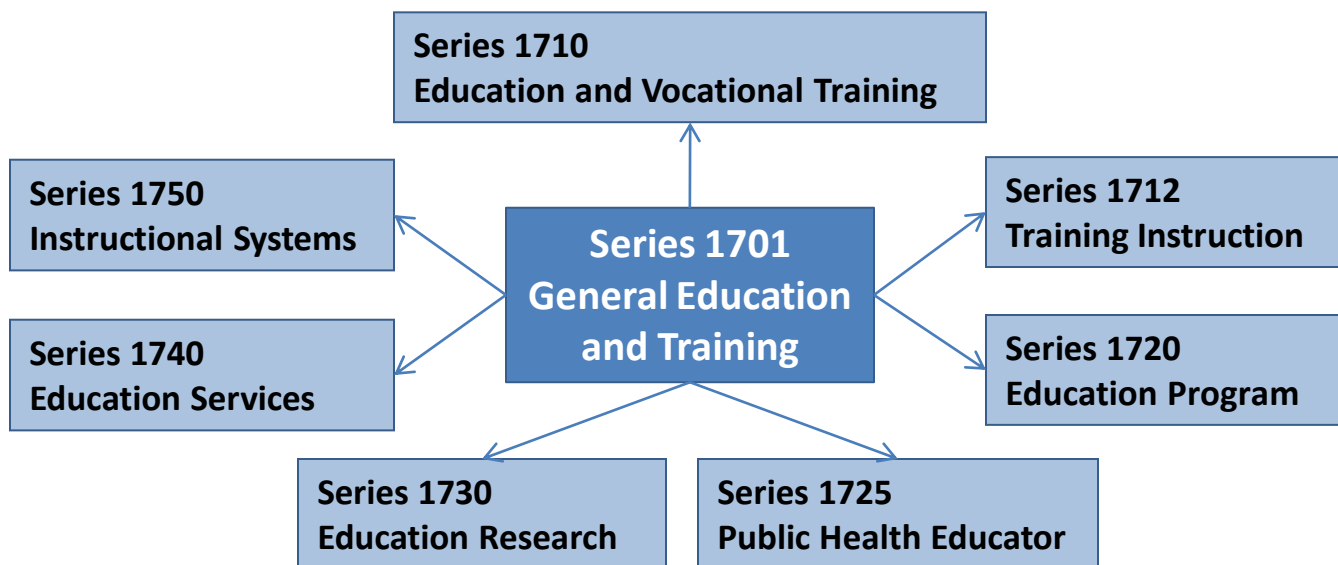 Series 1710
Education and Vocational Training
Series 1750
Instructional Systems
Series 1701
General Education
and Training
Series 1712
Training Instruction
Series 1740
Education Services
Series 1720
Education Program
Series 1730
Education Research
Series 1725
Public Health Educator